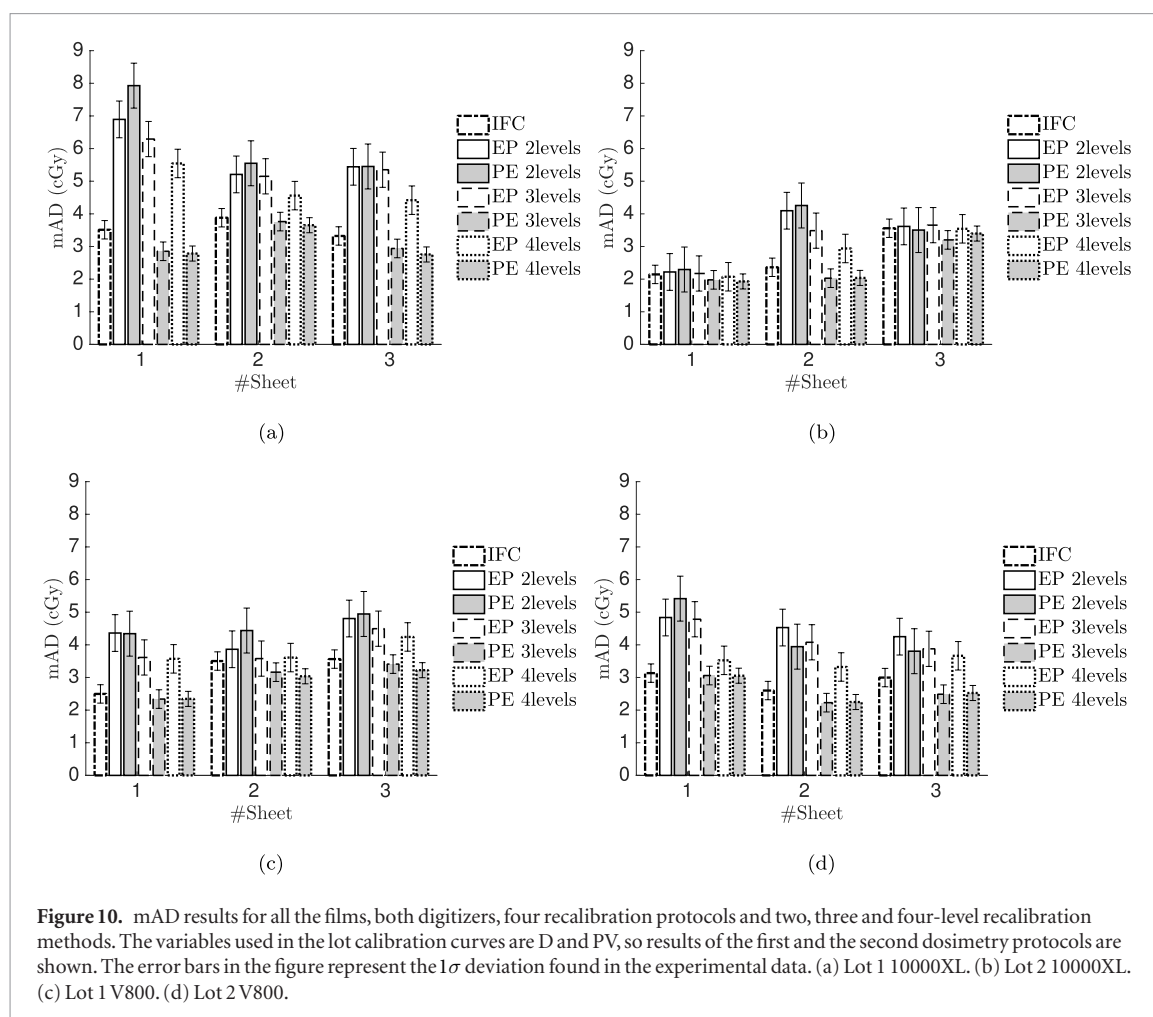 9
8
7
6
5
4
3
2
1
0
mAD (cGy)
1
2
3
#Sheet
IFC
EP 2levels
PE 2levels
EP 3levels
PE 3levels
EP 4levels
PE 4levels
(a)
9
8
7
6
5
4
3
2
1
0
mAD (cGy)
1
2
3
#Sheet
IFC
EP 2levels
PE 2levels
EP 3levels
PE 3levels
EP 4levels
PE 4levels
(b)
9
8
7
6
5
4
3
2
1
0
mAD (cGy)
1
2
3
#Sheet
IFC
EP 2levels
PE 2levels
EP 3levels
PE 3levels
EP 4levels
PE 4levels
(c)
9
8
7
6
5
4
3
2
1
0
mAD (cGy)
1
2
3
#Sheet
IFC
EP 2levels
PE 2levels
EP 3levels
PE 3levels
EP 4levels
PE 4levels
(d)
Figure 10. mAD results for all the films, both digitizers, four recalibration protocols and two, three and four-level recalibration
methods. The variables used in the lot calibration curves are D and PV, so results of the first and the second dosimetry protocols are
shown. The error bars in the figure represent the 1σ deviation found in the experimental data. (a) Lot 1 10000XL. (b) Lot 2 10000XL.
(c) Lot 1 V800. (d) Lot 2 V800.